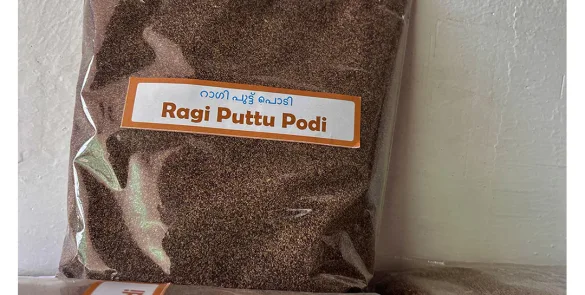 റാഗി പുട്ട് പൊടി
Ragi Puttu Podi